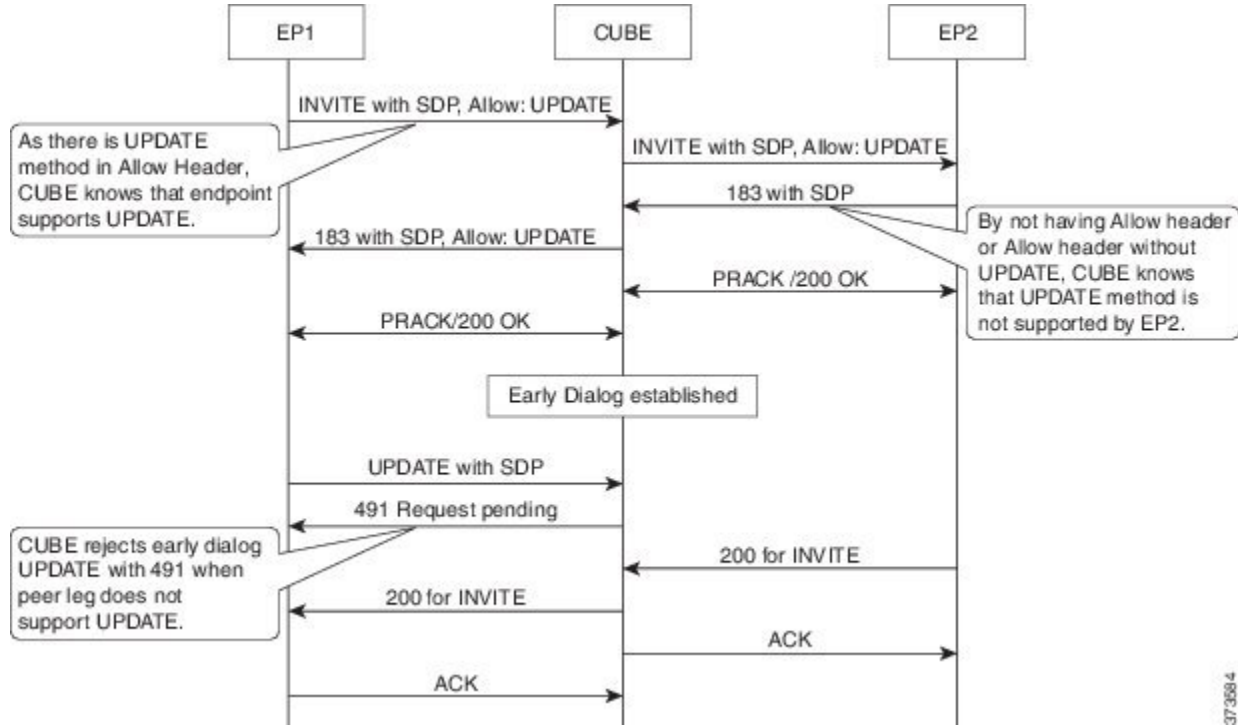 EP1
CUBE
EP2
INVITE with SDP, Allow: UPDATE
As there is UPDATE
method in Allow Header,
CUBE knows that endpoint
supports UPDATE.
INVITE with SDP, Allow: UPDATE
183 with SDP
By not having Allow header
or Allow header without
UPDATE, CUBE knows
that UPDATE method is
not supported by EP2.
183 with SDP, Allow: UPDATE
PRACK /200 OK
PRACK/200 OK
Early Dialog established
UPDATE with SDP
491 Request pending
CUBE rejects early dialog
UPDATE with 491 when
peer leg does not
support UPDATE.
200 for INVITE
200 for INVITE
ACK
ACK
373584